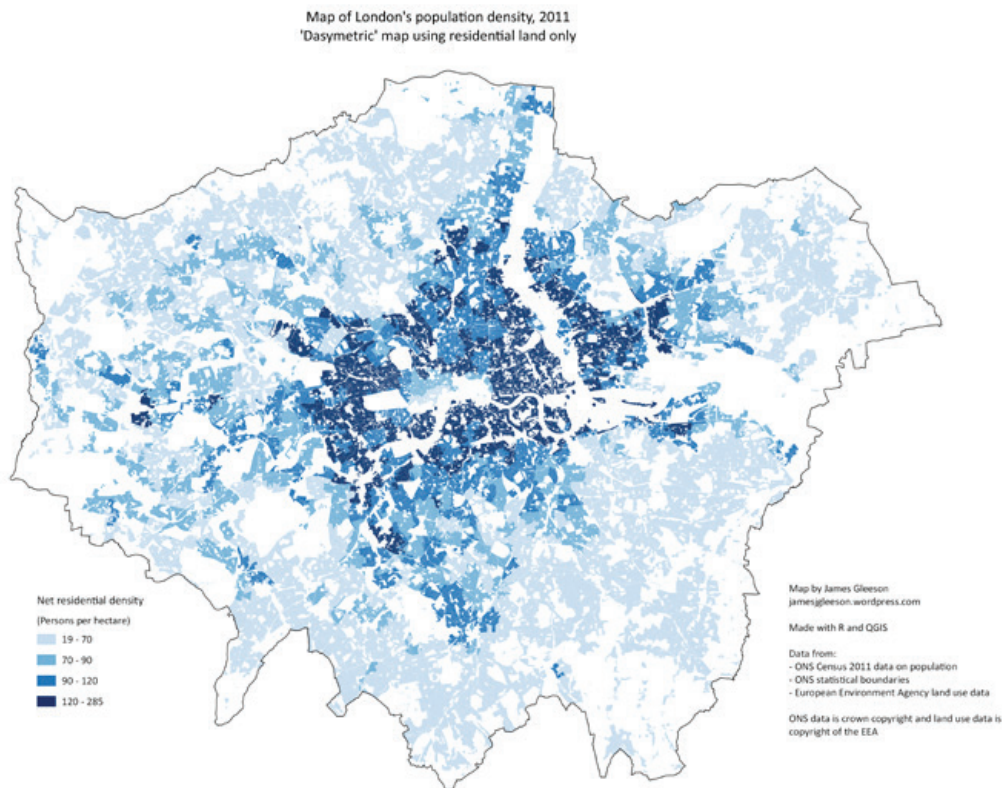 Map of London's population density, 2011
'Dasymetric' map using residential land only
Net residential density
(Persons per hectare)
19 - 70
70 - 90
90 - 120
120 - 285
Map by James Gleeson
jamesjgleeson.wordpress.com
Made with R and QGIS
Data from:
- ONS Census 2011 data on population
- ONS statistical boundaries
- European Environment Agency land use data
ONS data is crown copyright and land use data is
copyright of the EEA